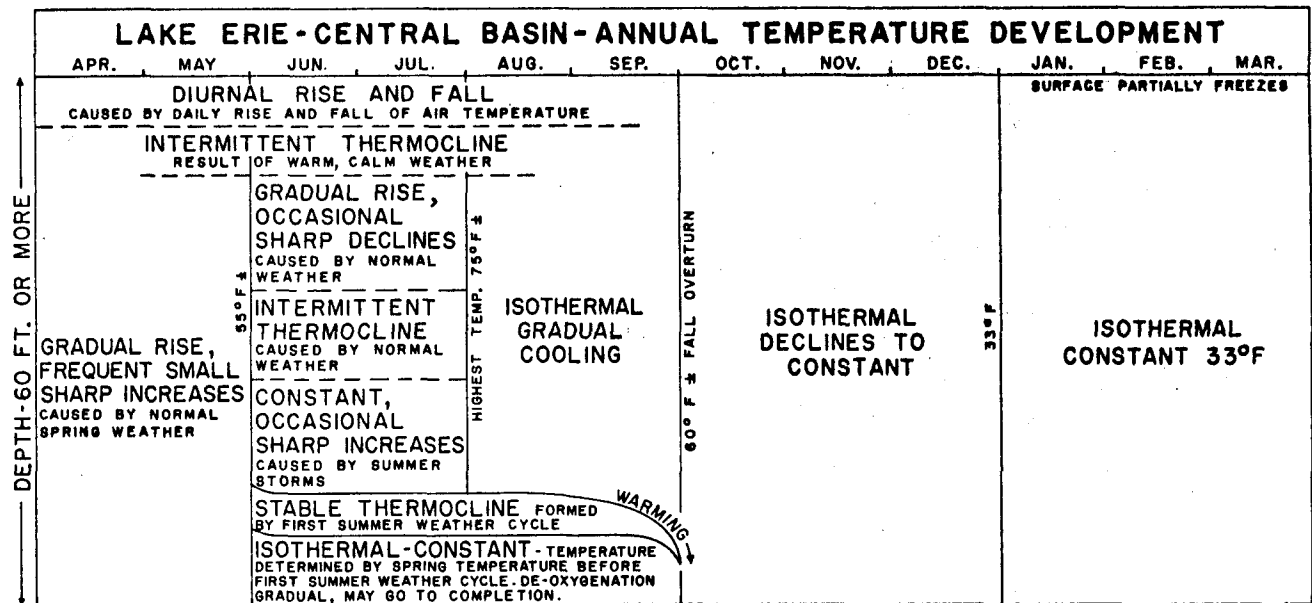 LAKE ERIE-CENTRAL BASIN-ANNUAL TEMPERATURE DEVELOPMENT
APR. MAY JUN. JUL. AUG. SEP. OCT. NOV. DEC. JAN. FEB. MAR.
DEPTH-60 FT. OR MORE
DIURNAL RISE AND FALL
CAUSED BY DAILY RISE AND FALL OF AIR TEMPERATURE
INTERMITTENT THERMOCLINE
RESULT OF WARM, CALM WEATHER
GRADUAL RISE,
FREQUENT SMALL
SHARP INCREASES
CAUSED BY NORMAL
SPRING WEATHER
55°F ±
GRADUAL RISE,
OCCASIONAL
SHARP DECLINES
CAUSED BY NORMAL
WEATHER
INTERMITTENT
THERMOCLINE
CAUSED BY NORMAL
WEATHER
CONSTANT,
OCCASIONAL
SHARP INCREASES
CAUSED BY SUMMER
STORMS
HIGHEST TEMP. 75°F ±
ISOTHERMAL
GRADUAL
COOLING
STABLE THERMOCLINE FORMED
BY FIRST SUMMER WEATHER CYCLE
WARMING
ISOTHERMAL-CONSTANT-TEMPERATURE
DETERMINED BY SPRING TEMPERATURE BEFORE
FIRST SUMMER WEATHER CYCLE. DE-OXYGENATION
GRADUAL, MAY GO TO COMPLETION.
60°F ± FALL OVERTURN
ISOTHERMAL
DECLINES TO
CONSTANT
33°F
SURFACE PARTIALLY FREEZES
ISOTHERMAL
CONSTANT 33°F